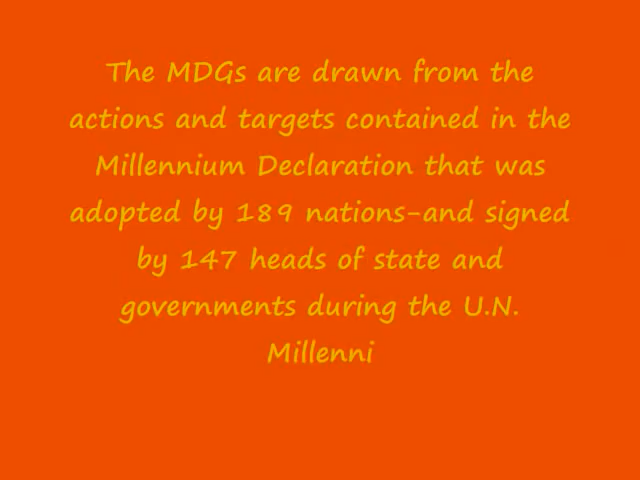 The MDGs are drawn from the
actions and targets contained in the
Millennium Declaration that was
adopted by 189 nations-and signed
by 147 heads of state and
governments during the U.N.
Millenni